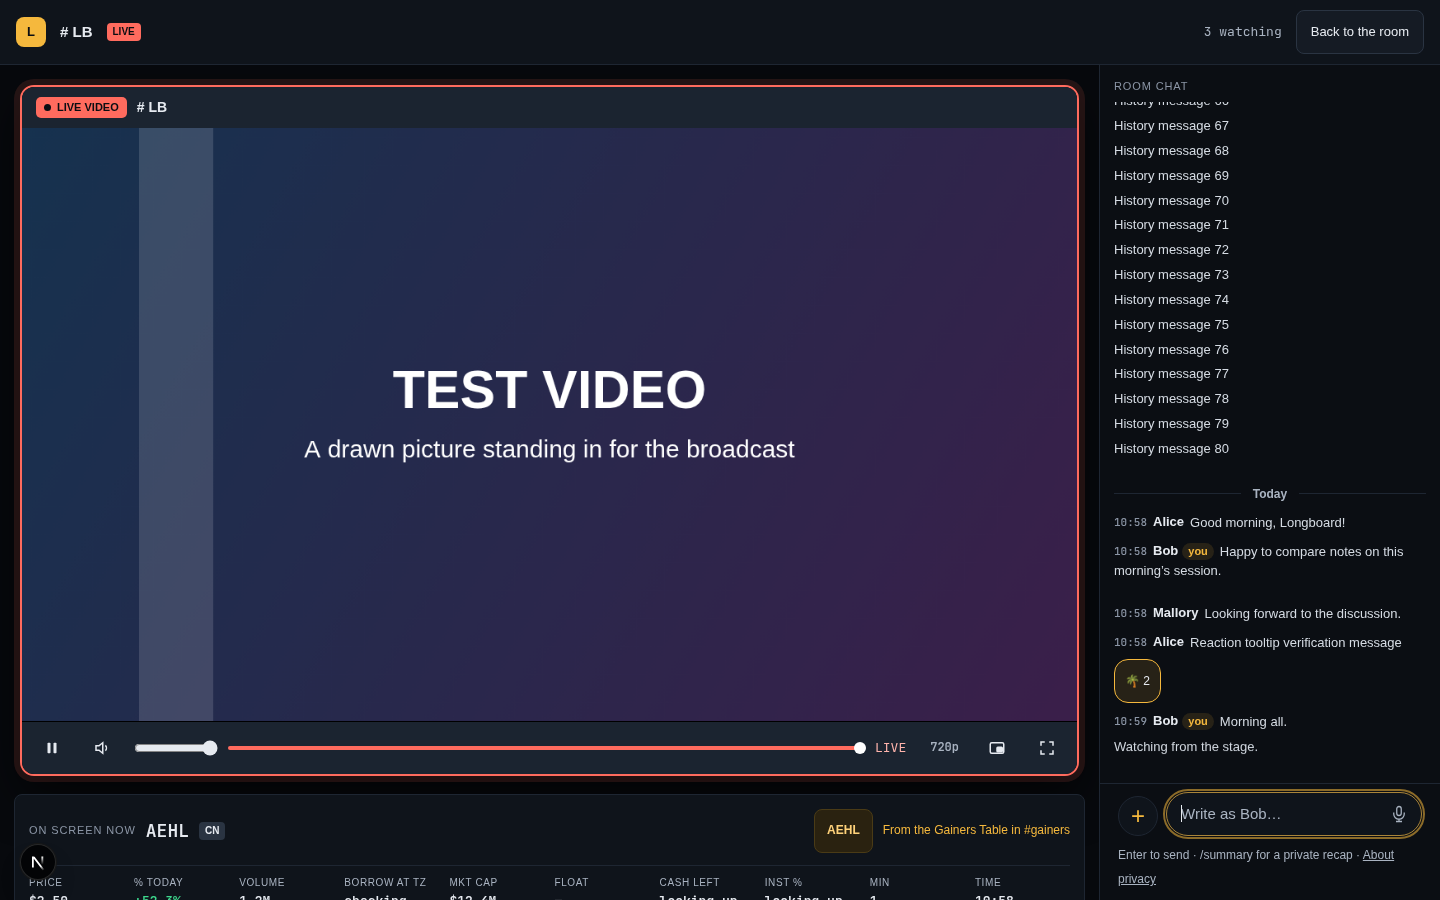 L # LB LIVE 3 watching Back to the room
LIVE VIDEO # LB
TEST VIDEO
A drawn picture standing in for the broadcast
LIVE 720p
ON SCREEN NOW AEHL CN AEHL From the Gainers Table in #gainers
PRICE % TODAY VOLUME BORROW AT TZ MKT CAP FLOAT CASH LEFT INST % MIN TIME
ROOM CHAT
History message 66
History message 67
History message 68
History message 69
History message 70
History message 71
History message 72
History message 73
History message 74
History message 75
History message 76
History message 77
History message 78
History message 79
History message 80
Today
10:58 Alice Good morning, Longboard!
10:58 Bob you Happy to compare notes on this
morning's session.
10:58 Mallory Looking forward to the discussion.
10:58 Alice Reaction tooltip verification message
🌴 2
10:59 Bob you Morning all.
Watching from the stage.
+ Write as Bob…
Enter to send · /summary for a private recap · About
privacy